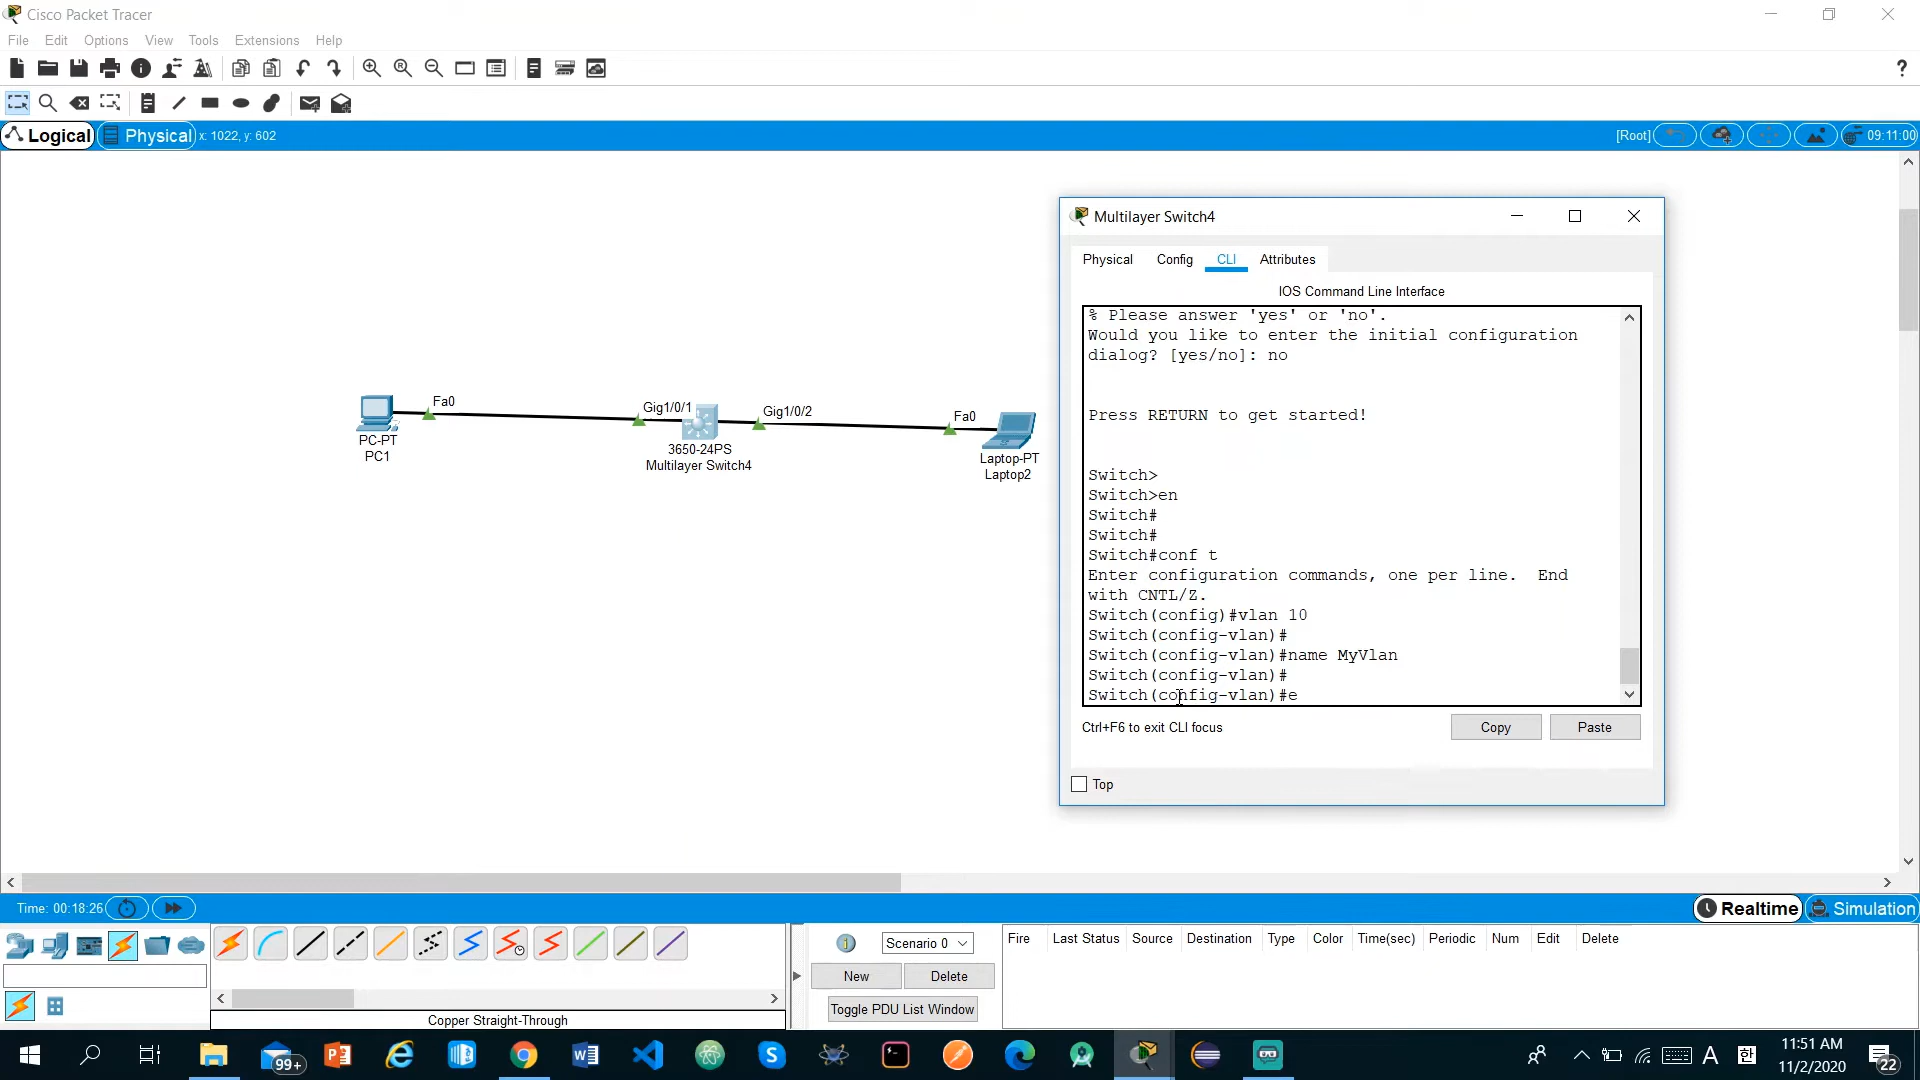 Cisco Packet Tracer
File Edit Options View Tools Extensions Help
?
Logical Physical x: 1022, y: 602 [Root] 09:11:00
Multilayer Switch4
Physical Config CLI Attributes
IOS Command Line Interface
% Please answer 'yes' or 'no'.
Would you like to enter the initial configuration
dialog? [yes/no]: no
Press RETURN to get started!
Switch>
Switch>en
Switch#
Switch#
Switch#conf t
Enter configuration commands, one per line.  End
with CNTL/Z.
Switch(config)#vlan 10
Switch(config-vlan)#
Switch(config-vlan)#name MyVlan
Switch(config-vlan)#
Switch(config-vlan)#e
Ctrl+F6 to exit CLI focus
Copy Paste
Top
Fa0 Gig1/0/1 Gig1/0/2 Fa0
PC-PT
PC1
3650-24PS
Multilayer Switch4
Laptop-PT
Laptop2
Time: 00:18:26 Realtime Simulation
Scenario 0
New Delete
Toggle PDU List Window
Fire Last Status Source Destination Type Color Time(sec) Periodic Num Edit Delete
Copper Straight-Through
99+
A 한
11:51 AM
11/2/2020
22